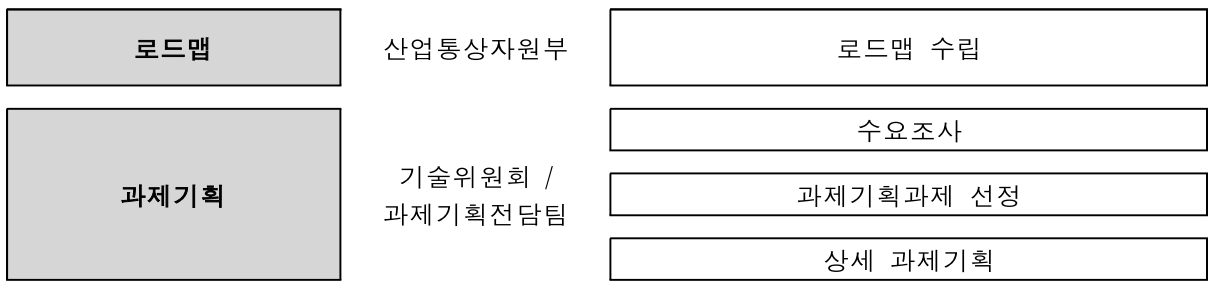 로드맵
산업통상자원부
로드맵 수립
과제기획
기술위원회 /
과제기획전담팀
수요조사
과제기획과제 선정
상세 과제기획